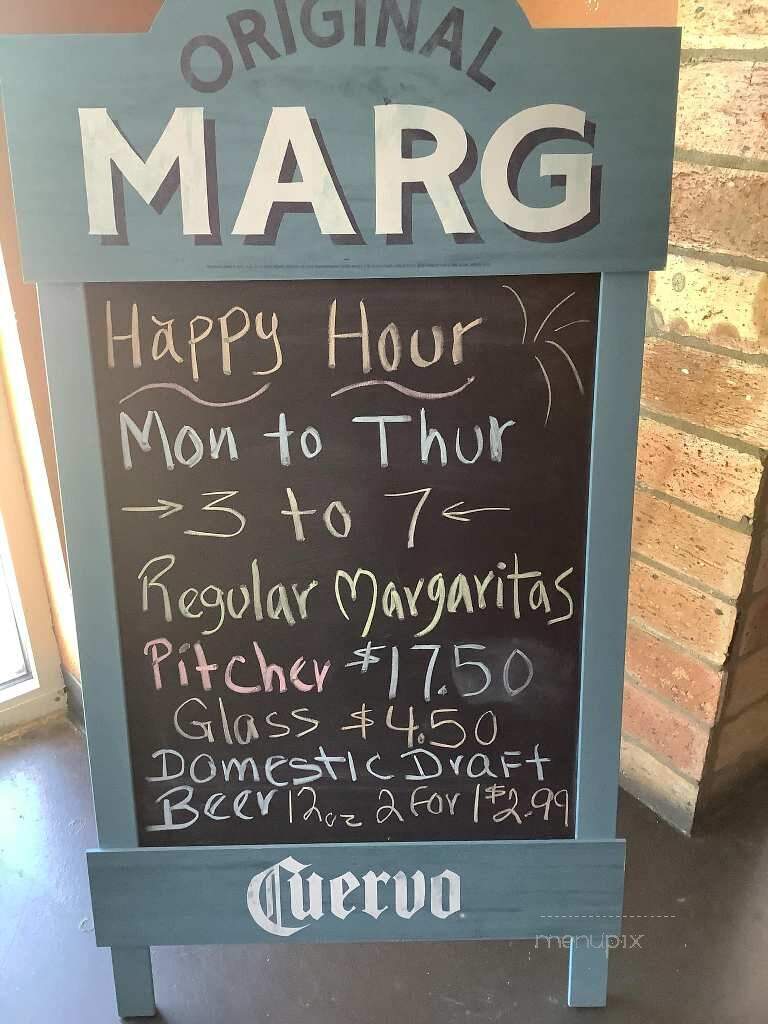 ORIGINAL
MARG
Happy Hour
Mon to Thur
→3 to 7←
Regular Margaritas
Pitcher $17.50
Glass $4.50
Domestic Draft
Beer 12oz 2 For 1 $2.99
Cuervo
menupix